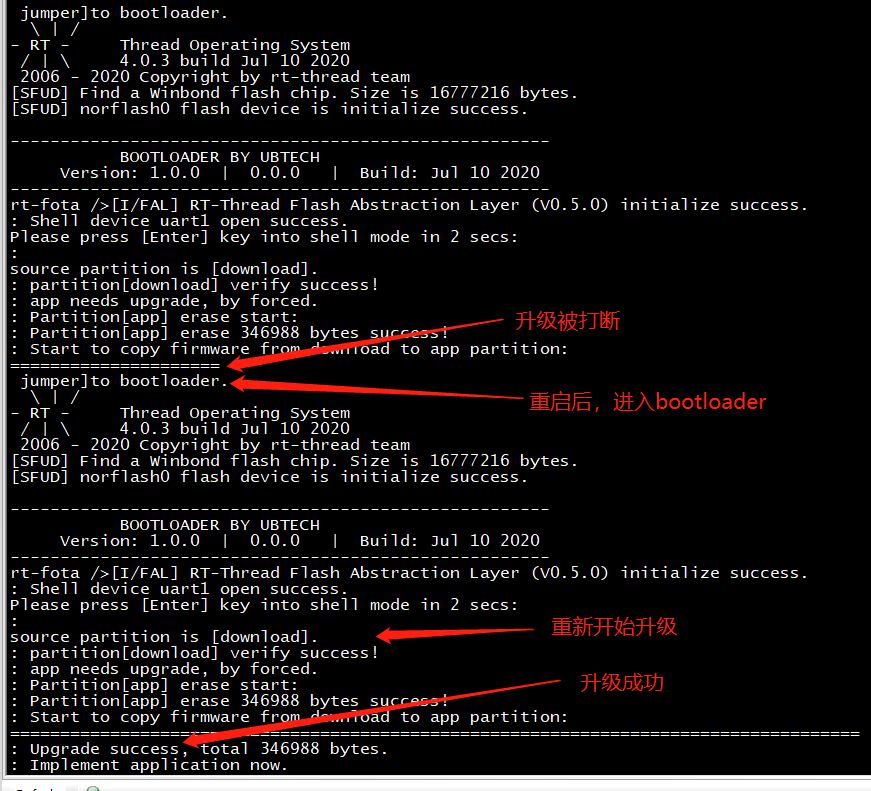 jumper]to bootloader.
\ | /
- RT -     Thread Operating System
/ | \     4.0.3 build Jul 10 2020
2006 - 2020 Copyright by rt-thread team
[SFUD] Find a Winbond flash chip. Size is 16777216 bytes.
[SFUD] norflash0 flash device is initialize success.
------------------------------------------------------
BOOTLOADER BY UBTECH
Version: 1.0.0  |  0.0.0   |  Build: Jul 10 2020
------------------------------------------------------
rt-fota />[I/FAL] RT-Thread Flash Abstraction Layer (V0.5.0) initialize success.
: Shell device uart1 open success.
Please press [Enter] key into shell mode in 2 secs:
:
source partition is [download].
: partition[download] verify success!
: app needs upgrade, by forced.
: Partition[app] erase start:
升级被打断
: Partition[app] erase 346988 bytes success!
: Start to copy firmware from download to app partition:
=====================
jumper]to bootloader.
\ | /
重启后，进入bootloader
- RT -     Thread Operating System
/ | \     4.0.3 build Jul 10 2020
2006 - 2020 Copyright by rt-thread team
[SFUD] Find a Winbond flash chip. Size is 16777216 bytes.
[SFUD] norflash0 flash device is initialize success.
------------------------------------------------------
BOOTLOADER BY UBTECH
Version: 1.0.0  |  0.0.0   |  Build: Jul 10 2020
------------------------------------------------------
rt-fota />[I/FAL] RT-Thread Flash Abstraction Layer (V0.5.0) initialize success.
: Shell device uart1 open success.
Please press [Enter] key into shell mode in 2 secs:
:
重新开始升级
source partition is [download].
: partition[download] verify success!
: app needs upgrade, by forced.
: Partition[app] erase start:
升级成功
: Partition[app] erase 346988 bytes success!
: Start to copy firmware from download to app partition:
=====================================================================================
: Upgrade success, total 346988 bytes.
: Implement application now.